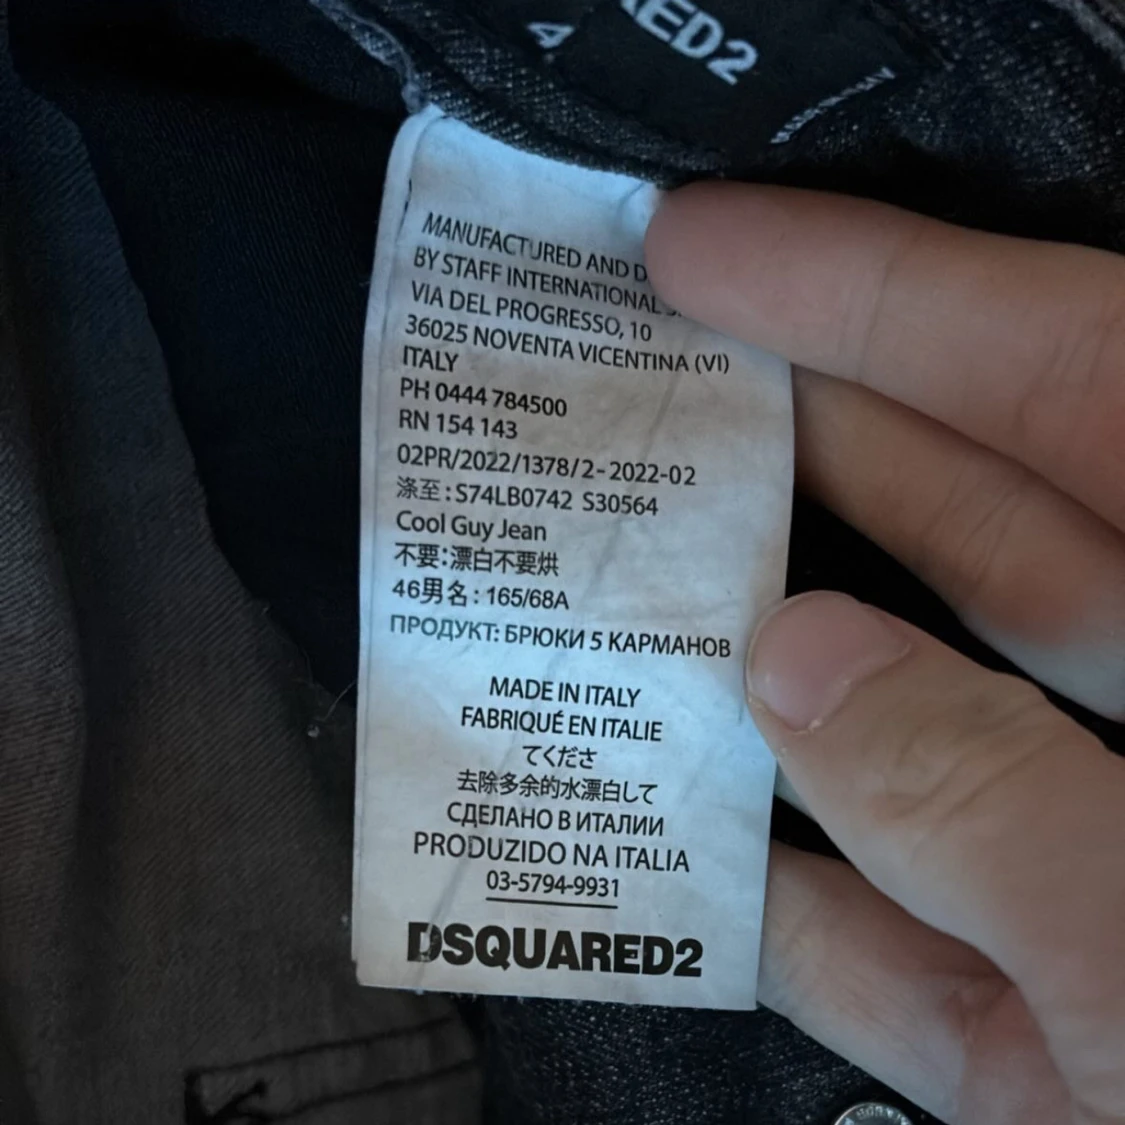 4
RED2
MANUFACTURED AND D
BY STAFF INTERNATIONAL
VIA DEL PROGRESSO, 10
36025 NOVENTA VICENTINA (VI)
ITALY
PH 0444 784500
RN 154 143
02PR/2022/1378/2-2022-02
涤至: S74LB0742 S30564
Cool Guy Jean
不要:漂白不要烘
46男名: 165/68A
ПРОДУКТ: БРЮКИ 5 КАРМАНОВ
MADE IN ITALY
FABRIQUÉ EN ITALIE
てくださ
去除多余的水漂白して
СДЕЛАНО В ИТАЛИИ
PRODUZIDO NA ITALIA
03-5794-9931
DSQUARED2